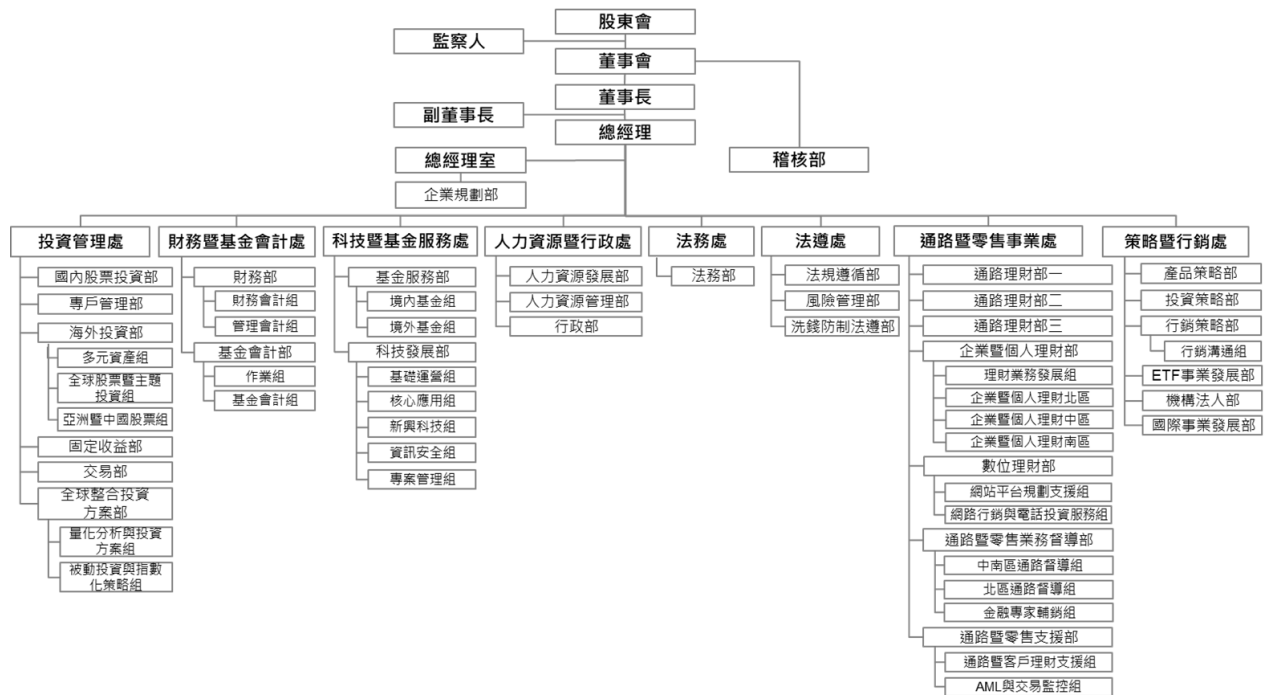 股東會
監察人
董事會
董事長
副董事長
總經理
總經理室
稽核部
企業規劃部
投資管理處
國內股票投資部
專戶管理部
海外投資部
多元資產組
全球股票暨主題
投資組
亞洲暨中國股票組
固定收益部
交易部
全球整合投資
方案部
量化分析與投資
方案組
被動投資與指數
化策略組
財務暨基金會計處
財務部
財務會計組
管理會計組
基金會計部
作業組
基金會計組
科技暨基金服務處
基金服務部
境內基金組
境外基金組
科技發展部
基礎運營組
核心應用組
新興科技組
資訊安全組
專案管理組
人力資源暨行政處
人力資源發展部
人力資源管理部
行政部
法務處
法務部
法遵處
法規遵循部
風險管理部
洗錢防制法遵部
通路暨零售事業處
通路理財部一
通路理財部二
通路理財部三
企業暨個人理財部
理財業務發展組
企業暨個人理財北區
企業暨個人理財中區
企業暨個人理財南區
數位理財部
網站平台規劃支援組
網路行銷與電話投資服務組
通路暨零售業務督導部
中南區通路督導組
北區通路督導組
金融專家輔銷組
通路暨零售支援部
通路暨客戶理財支援組
AML與交易監控組
策略暨行銷處
產品策略部
投資策略部
行銷策略部
行銷溝通組
ETF事業發展部
機構法人部
國際事業發展部